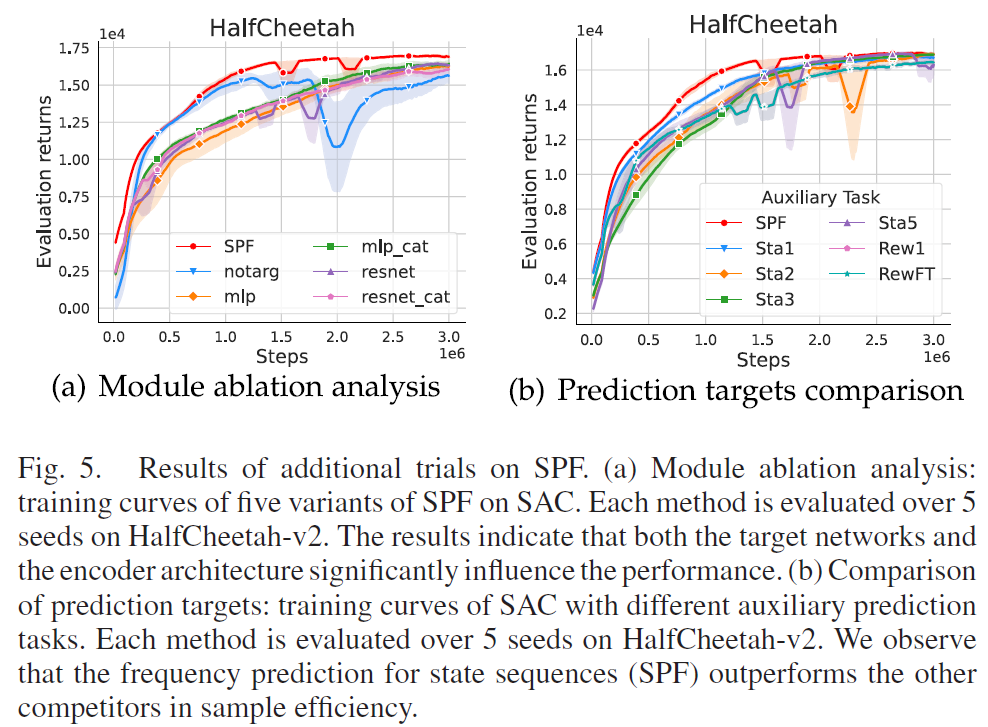 HalfCheetah
1e4
Evaluation returns
1.75
1.50
1.25
1.00
0.75
0.50
0.25
0.00
SPF
notarg
mlp
mlp_cat
resnet
resnet_cat
0.0 0.5 1.0 1.5 2.0 2.5 3.0
Steps
1e6
(a) Module ablation analysis
HalfCheetah
1e4
Evaluation returns
1.6
1.4
1.2
1.0
0.8
0.6
0.4
0.2
Auxiliary Task
SPF
Sta1
Sta2
Sta3
Sta5
Rew1
RewFT
0.0 0.5 1.0 1.5 2.0 2.5 3.0
Steps
1e6
(b) Prediction targets comparison
Fig. 5. Results of additional trials on SPF. (a) Module ablation analysis:
training curves of five variants of SPF on SAC. Each method is evaluated over 5
seeds on HalfCheetah-v2. The results indicate that both the target networks and
the encoder architecture significantly influence the performance. (b) Comparison
of prediction targets: training curves of SAC with different auxiliary prediction
tasks. Each method is evaluated over 5 seeds on HalfCheetah-v2. We observe
that the frequency prediction for state sequences (SPF) outperforms the other
competitors in sample efficiency.